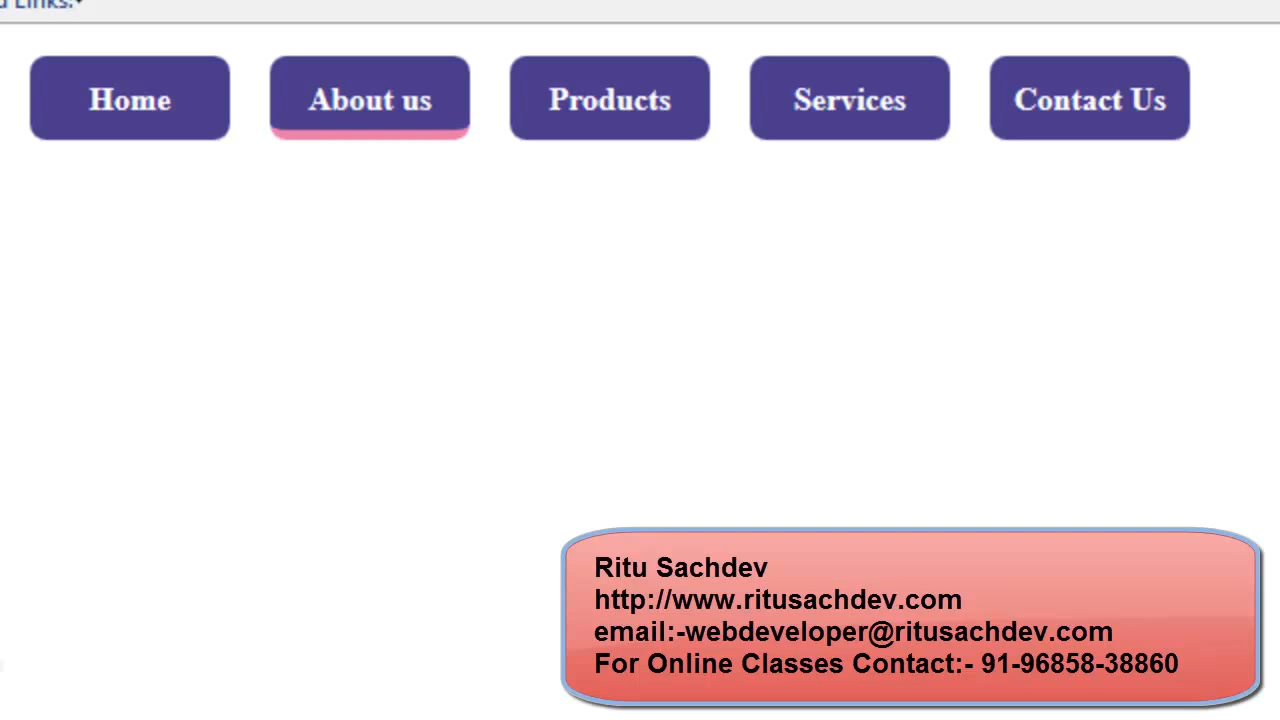 Links:
Home
About us
Products
Services
Contact Us
Ritu Sachdev
http://www.ritusachdev.com
email:-webdeveloper@ritusachdev.com
For Online Classes Contact:- 91-96858-38860